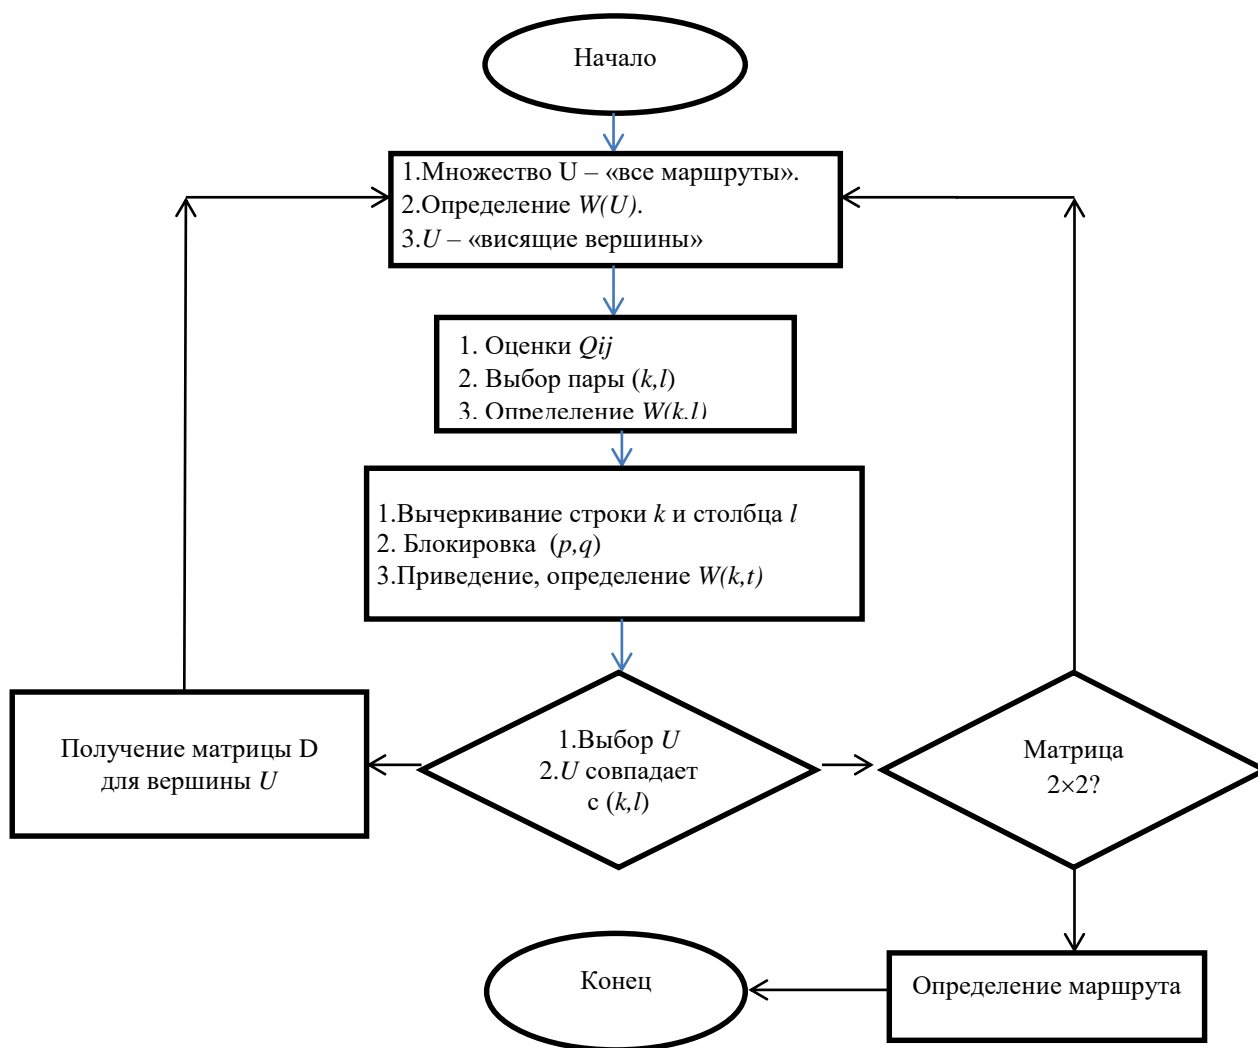 Начало
1.Множество U – «все маршруты».
2.Определение W(U).
3.U – «висящие вершины»
1. Оценки Qij
2. Выбор пары (k,l)
3. Определение W(k,l)
1.Вычеркивание строки k и столбца l
2. Блокировка (p,q)
3.Приведение, определение W(k,t)
Получение матрицы D
для вершины U
1.Выбор U
2.U совпадает
с (k,l)
Матрица
2×2?
Определение маршрута
Конец